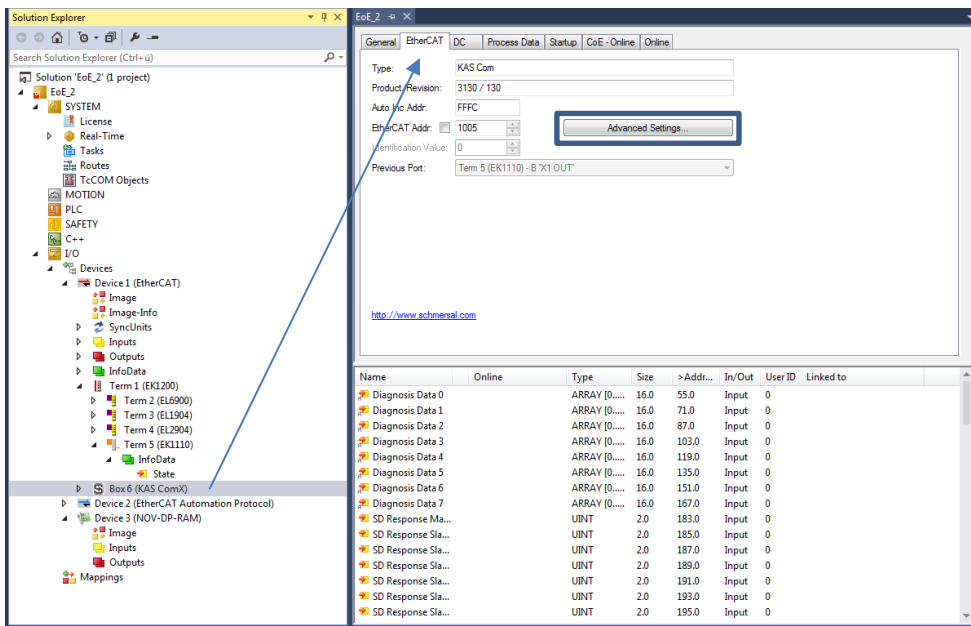 Solution Explorer
Search Solution Explorer (Ctrl+ü)
Solution 'EoE_2' (1 project)
EoE_2
SYSTEM
License
Real-Time
Tasks
Routes
TcCOM Objects
MOTION
PLC
SAFETY
C++
I/O
Devices
Device 1 (EtherCAT)
Image
Image-Info
SyncUnits
Inputs
Outputs
InfoData
Term 1 (EK1200)
Term 2 (EL6900)
Term 3 (EL1904)
Term 4 (EL2904)
Term 5 (EK1110)
InfoData
State
Box 6 (KAS ComX)
Device 2 (EtherCAT Automation Protocol)
Device 3 (NOV-DP-RAM)
Image
Inputs
Outputs
Mappings
EoE_2
General EtherCAT DC Process Data Startup CoE - Online Online
Type: KAS Com
Product/Revision: 3130 / 130
Auto Inc Addr: FFFC
EtherCAT Addr: 1005 Advanced Settings...
Identification Value: 0
Previous Port: Term 5 (EK1110) - B 'X1 OUT'
http://www.schmersal.com
Name Online Type Size >Addr... In/Out User ID Linked to
Diagnosis Data 0 ARRAY [0..... 16.0 55.0 Input 0
Diagnosis Data 1 ARRAY [0..... 16.0 71.0 Input 0
Diagnosis Data 2 ARRAY [0..... 16.0 87.0 Input 0
Diagnosis Data 3 ARRAY [0..... 16.0 103.0 Input 0
Diagnosis Data 4 ARRAY [0..... 16.0 119.0 Input 0
Diagnosis Data 5 ARRAY [0..... 16.0 135.0 Input 0
Diagnosis Data 6 ARRAY [0..... 16.0 151.0 Input 0
Diagnosis Data 7 ARRAY [0..... 16.0 167.0 Input 0
SD Response Ma... UINT 2.0 183.0 Input 0
SD Response Sla... UINT 2.0 185.0 Input 0
SD Response Sla... UINT 2.0 187.0 Input 0
SD Response Sla... UINT 2.0 189.0 Input 0
SD Response Sla... UINT 2.0 191.0 Input 0
SD Response Sla... UINT 2.0 193.0 Input 0
SD Response Sla... UINT 2.0 195.0 Input 0